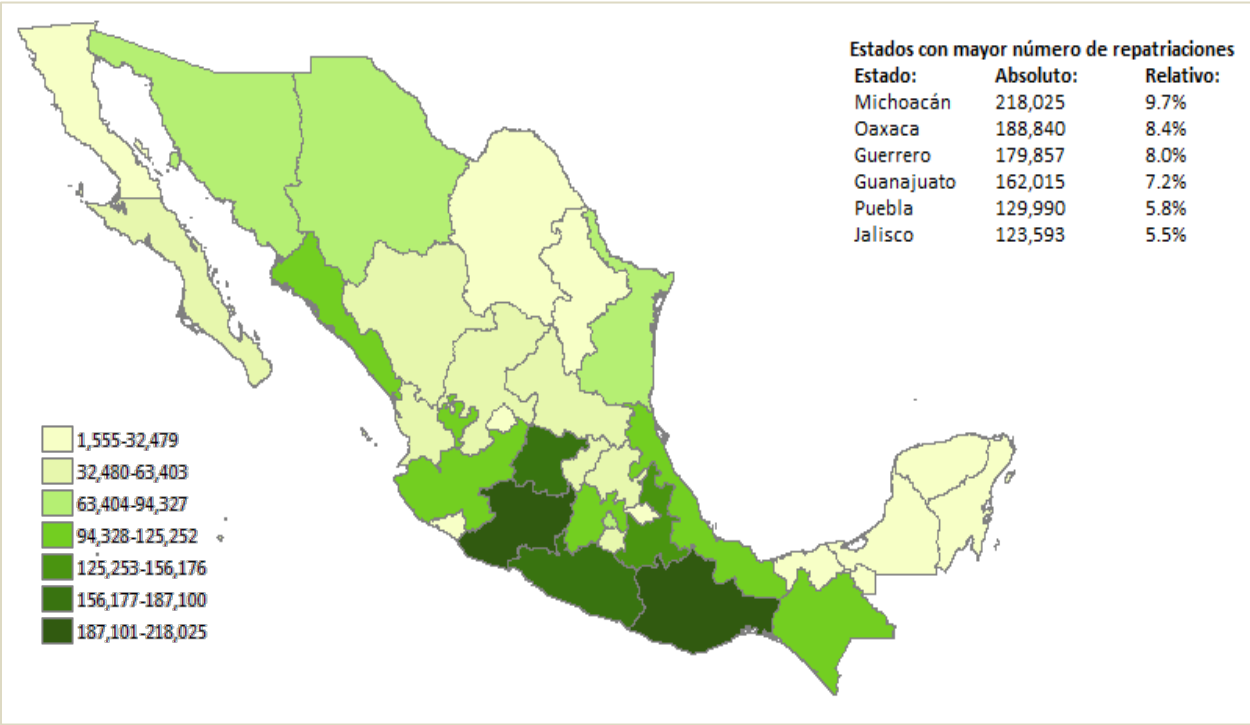 Estados con mayor número de repatriaciones
Estado: Absoluto: Relativo:
Michoacán 218,025 9.7%
Oaxaca 188,840 8.4%
Guerrero 179,857 8.0%
Guanajuato 162,015 7.2%
Puebla 129,990 5.8%
Jalisco 123,593 5.5%
1,555-32,479
32,480-63,403
63,404-94,327
94,328-125,252
125,253-156,176
156,177-187,100
187,101-218,025